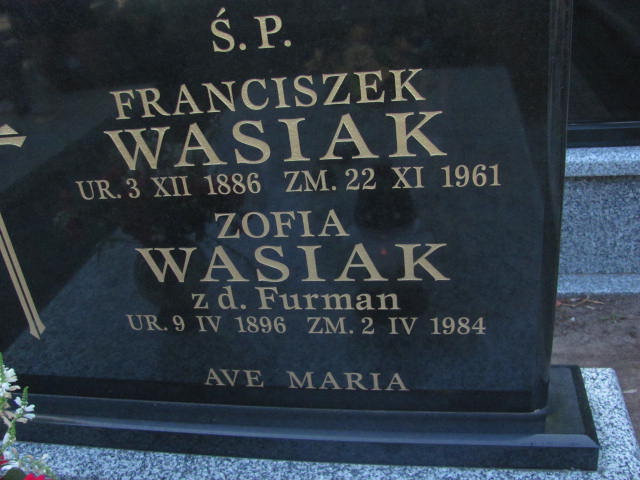 Ś.P.
FRANCISZEK
WASIAK
UR. 3 XII 1886 ZM. 22 XI 1961
ZOFIA
WASIAK
z d. Furman
UR. 9 IV 1896 ZM. 2 IV 1984
AVE MARIA